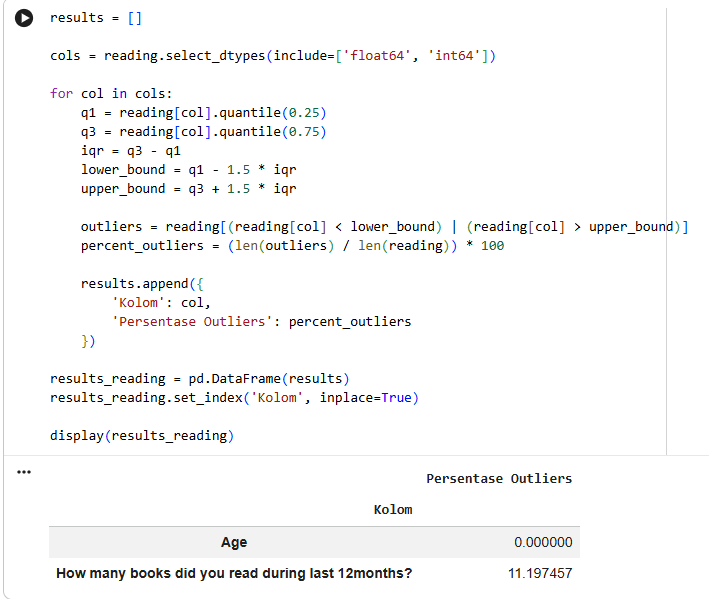 results = []
cols = reading.select_dtypes(include=['float64', 'int64'])
for col in cols:
    q1 = reading[col].quantile(0.25)
    q3 = reading[col].quantile(0.75)
    iqr = q3 - q1
    lower_bound = q1 - 1.5 * iqr
    upper_bound = q3 + 1.5 * iqr
    outliers = reading[(reading[col] < lower_bound) | (reading[col] > upper_bound)]
    percent_outliers = (len(outliers) / len(reading)) * 100
    results.append({
        'Kolom': col,
        'Persentase Outliers': percent_outliers
    })
results_reading = pd.DataFrame(results)
results_reading.set_index('Kolom', inplace=True)
display(results_reading)
Persentase Outliers
Kolom
Age 0.000000
How many books did you read during last 12months? 11.197457